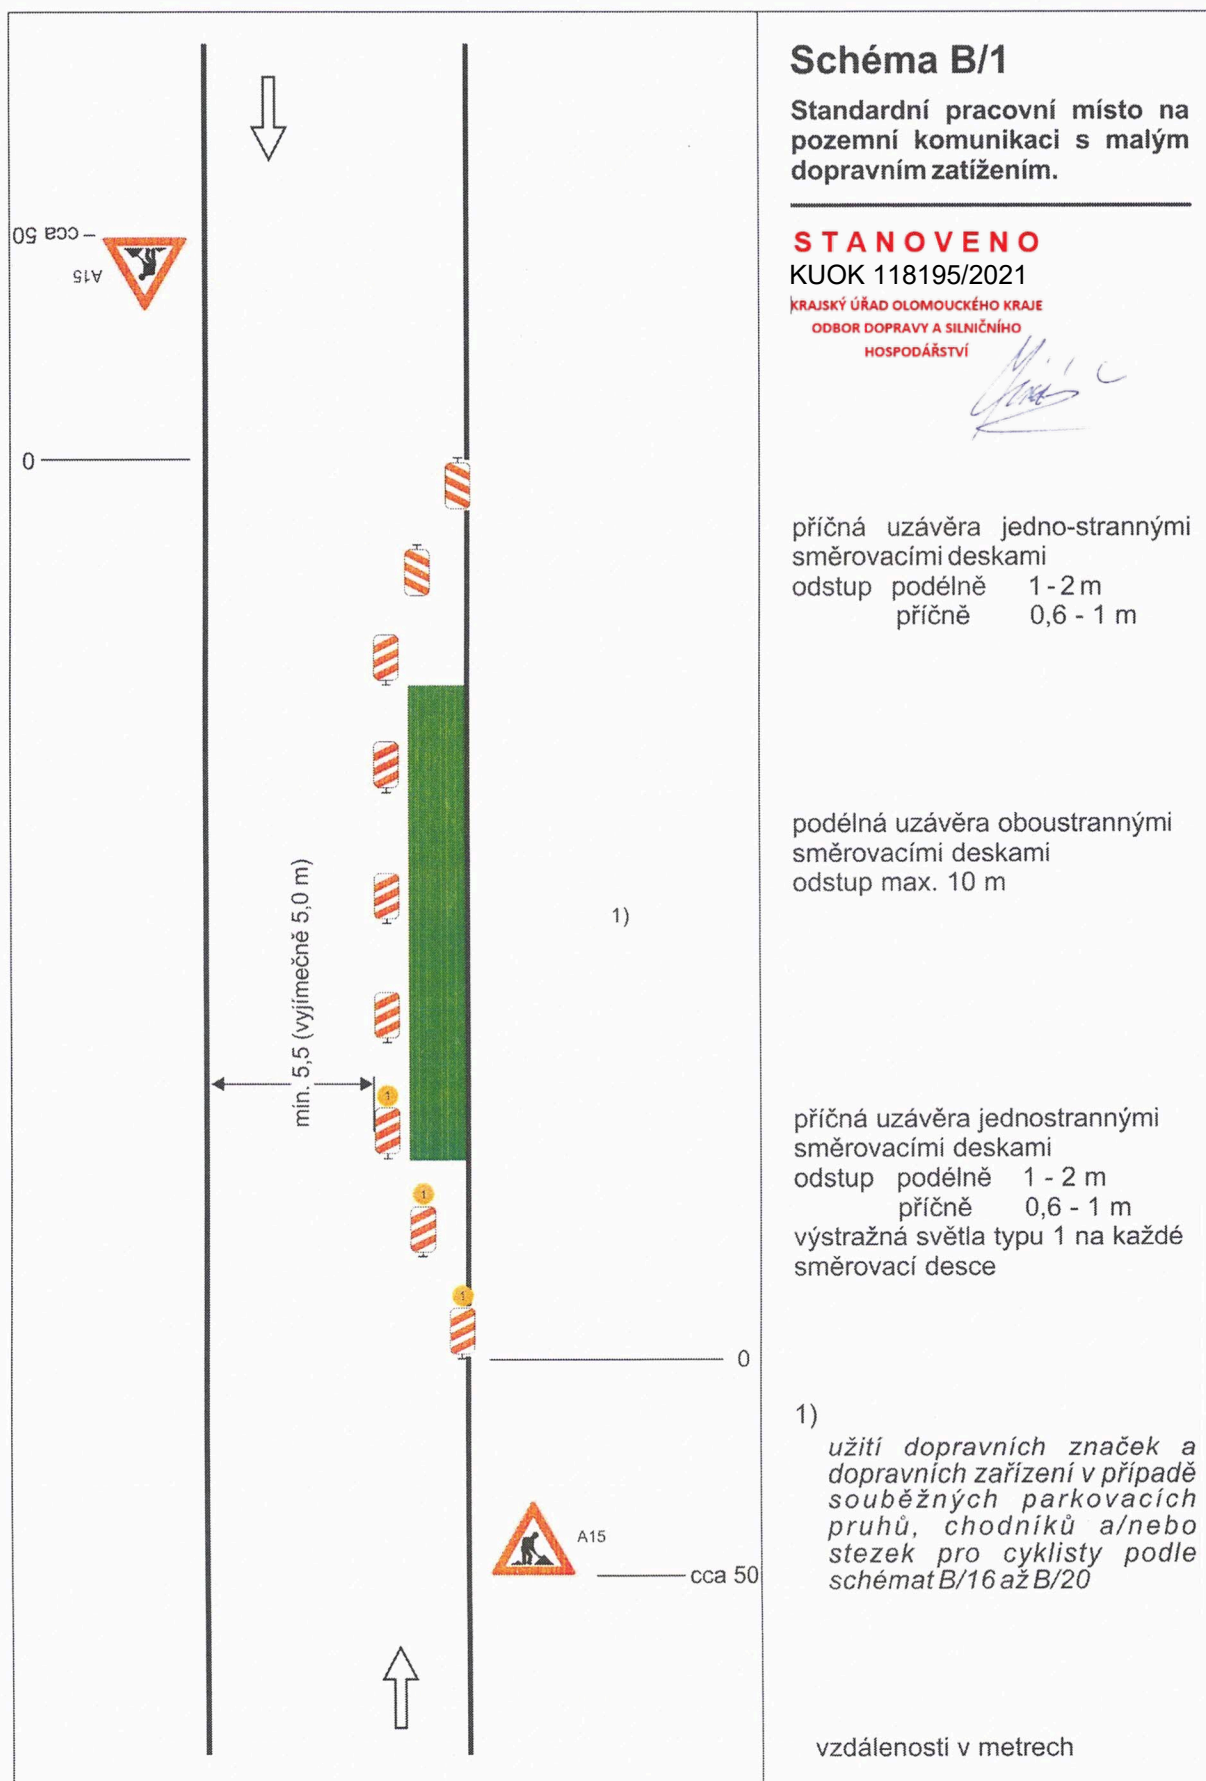 Schéma B/1
Standardní pracovní místo na
pozemní komunikaci s malým
dopravním zatížením.
STANOVENO
KUOK 118195/2021
KRAJSKÝ ÚŘAD OLOMOUCKÉHO KRAJE
ODBOR DOPRAVY A SILNIČNÍHO
HOSPODÁŘSTVÍ
cca 50
A15
0
příčná uzávěra jedno-strannými
směrovacími deskami
odstup podélně 1-2 m
příčně 0,6 - 1 m
podélná uzávěra oboustrannými
směrovacími deskami
odstup max. 10 m
1)
min. 5,5 (vyjímečně 5,0 m)
1
1
1
příčná uzávěra jednostrannými
směrovacími deskami
odstup podélně 1 - 2 m
příčně 0,6 - 1 m
výstražná světla typu 1 na každé
směrovací desce
0
A15
cca 50
1)
užití dopravních značek a
dopravních zařízení v případě
souběžných parkovacích
pruhů, chodníků a/nebo
stezek pro cyklisty podle
schémat B/16 až B/20
vzdálenosti v metrech